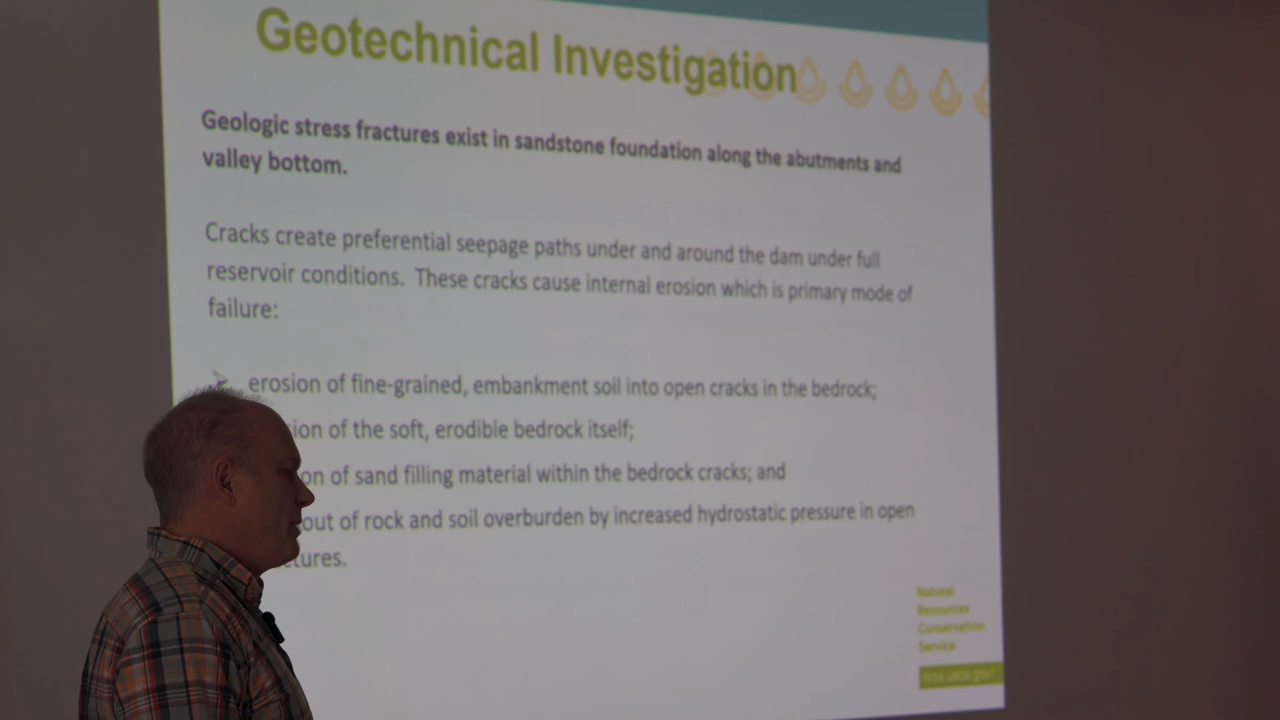 Geotechnical Investigation
Geologic stress fractures exist in sandstone foundation along the abutments and
valley bottom.
Cracks create preferential seepage paths under and around the dam under full
reservoir conditions. These cracks cause internal erosion which is primary mode of
failure:
erosion of fine-grained, embankment soil into open cracks in the bedrock;
ion of the soft, erodible bedrock itself;
on of sand filling material within the bedrock cracks; and
out of rock and soil overburden by increased hydrostatic pressure in open
tures.
Natural
Resources
Conservation
Service